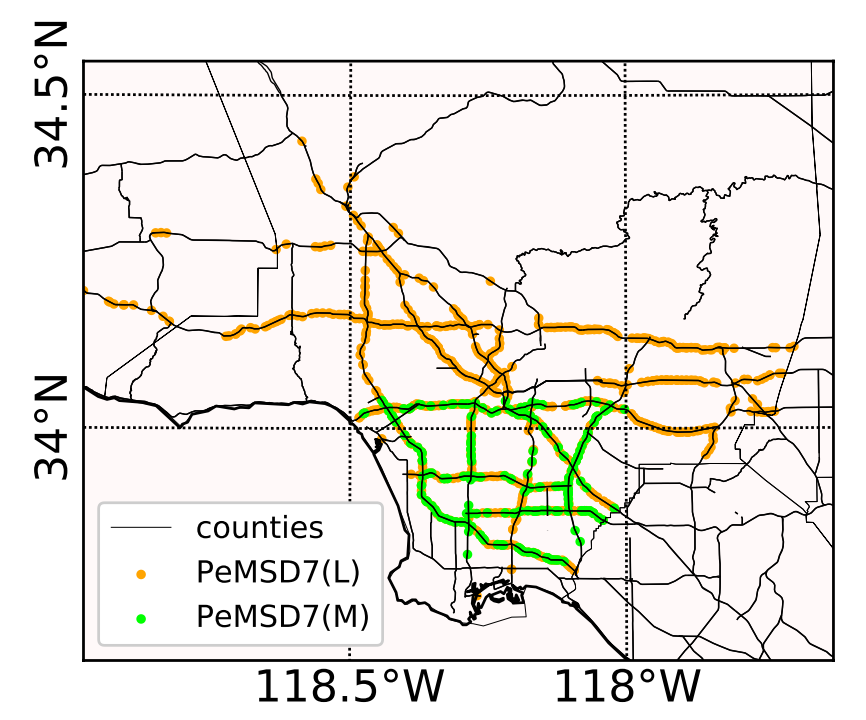 34.5°N
34°N
counties
PeMSD7(L)
PeMSD7(M)
118.5°W
118°W